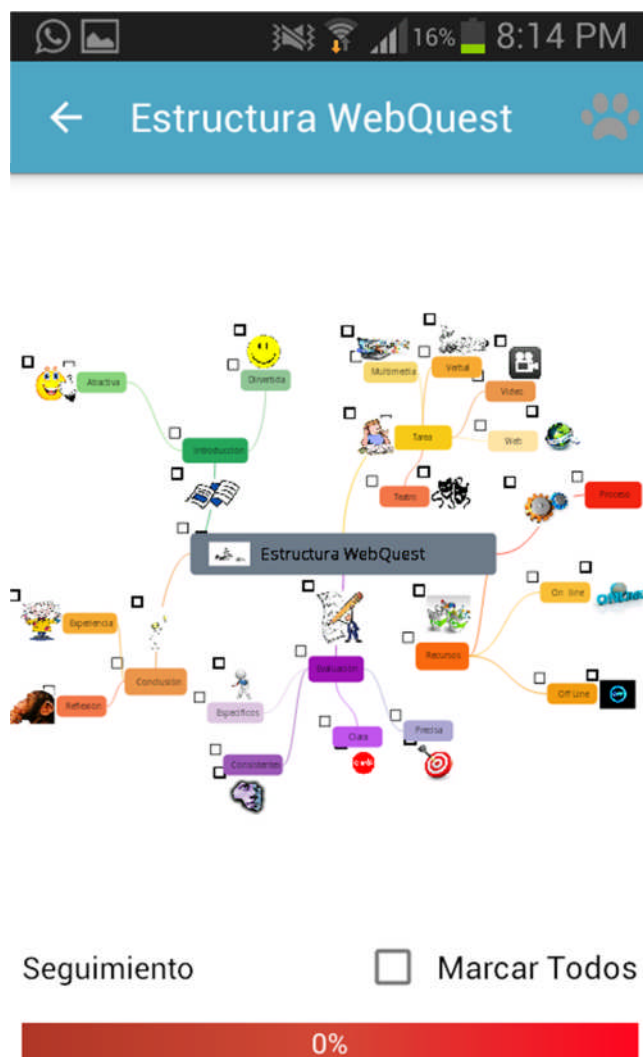 16% 8:14 PM
Estructura WebQuest
Atractiva
Divertida
Introducción
Multimedia
Verbal
Video
Tarea
Web
Teatro
Proceso
Estructura WebQuest
Experiencia
Conclusión
Reflexión
Evaluación
Específicos
Clara
Precisa
Consistentes
Recursos
On line
Off Line
Seguimiento
Marcar Todos
0%